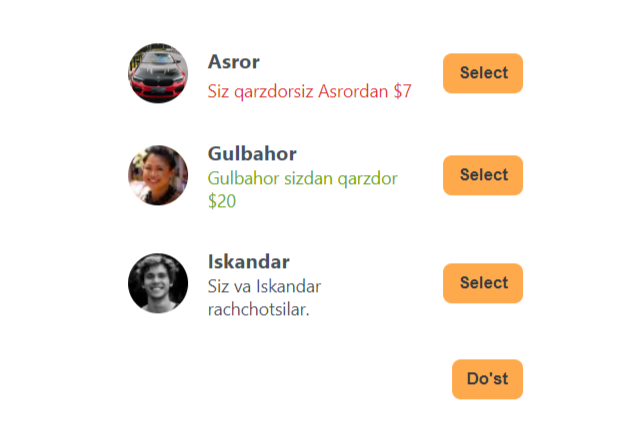 Asror
Siz qarzdorsiz Asrordan $7
Select
Gulbahor
Gulbahor sizdan qarzdor
$20
Select
Iskandar
Siz va Iskandar
rachchotsilar.
Select
Do'st